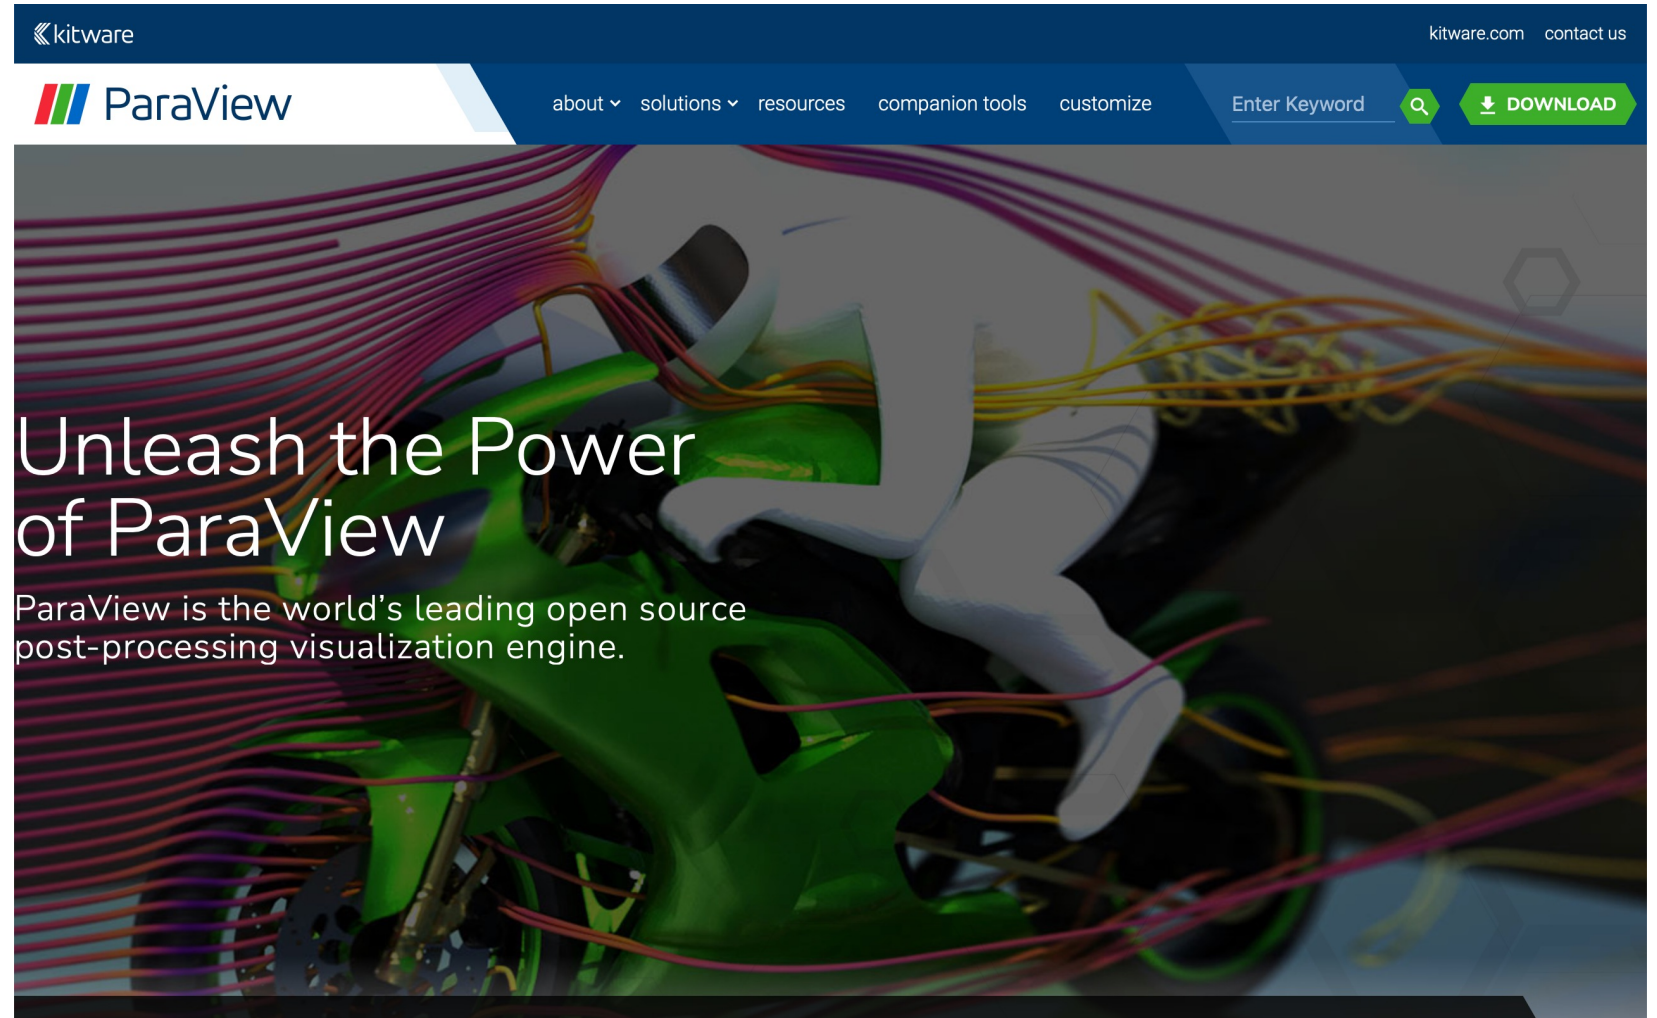 kitware
kitware.com contact us
ParaView
about solutions resources companion tools customize Enter Keyword DOWNLOAD
Unleash the Power
of ParaView
ParaView is the world's leading open source
post-processing visualization engine.